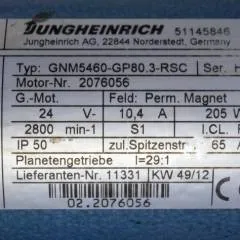 JUNGHEINRICH 51145846
Jungheinrich AG, 22844 Norderstedt, Germany
Typ: GNM5460-GP80.3-RSC Ser.
Motor-Nr. 2076056
G.-Mot. Feld: Perm. Magnet
24 V- 10,4 A 205
2800 min-1 S1 I.CL.
IP 50 zul.Spitzenstr. 65
Planetengetriebe I=29:1
Lieferanten-Nr. 11331 KW 49/12
02.2076056